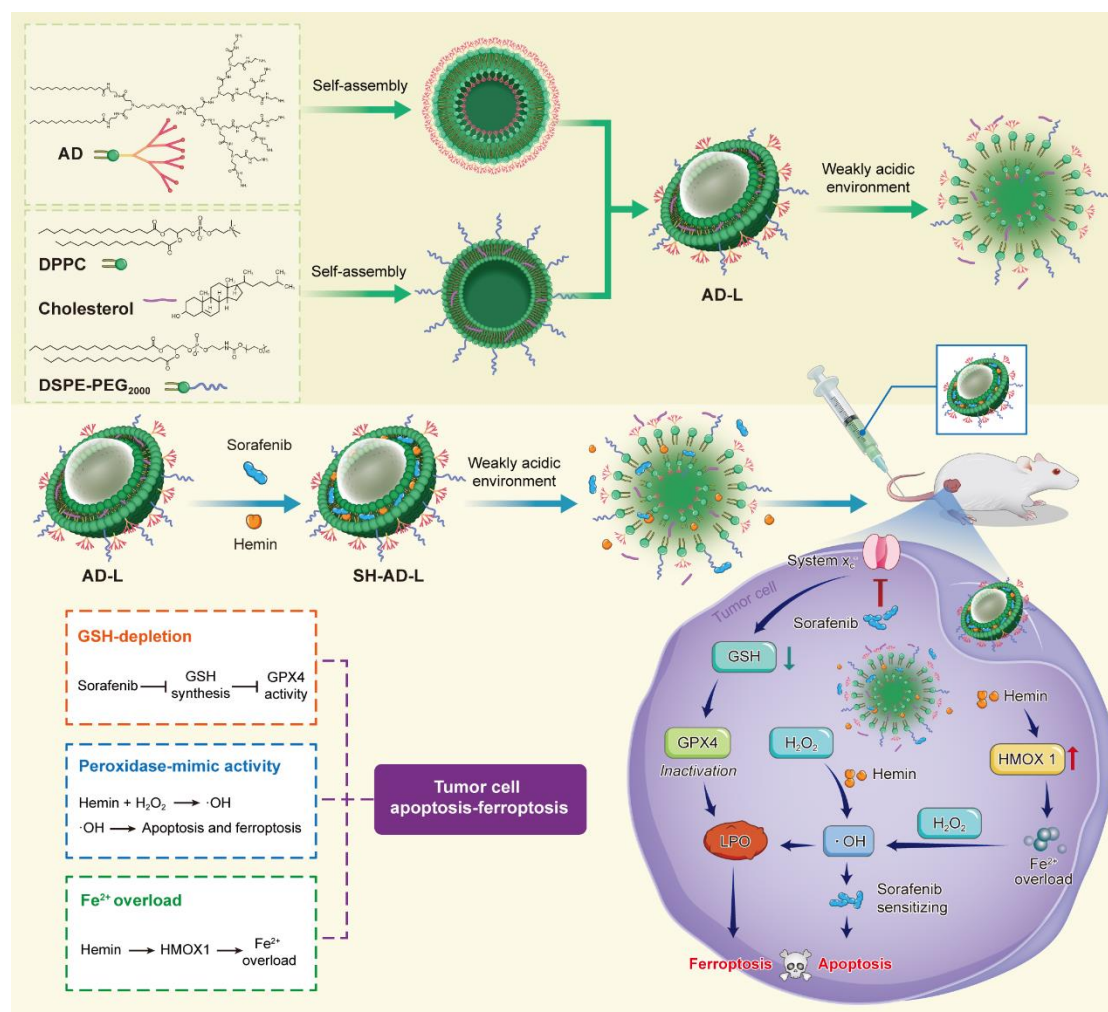 Self-assembly
AD
DPPC
Cholesterol
HO
DSPE-PEG₂₀₀₀
Self-assembly
AD-L
Weakly acidic
environment
AD-L
Sorafenib
Hemin
SH-AD-L
Weakly acidic
environment
GSH-depletion
Sorafenib
GSH
synthesis
GPX4
activity
Peroxidase-mimic activity
Hemin + H₂O₂ → ·OH
·OH → Apoptosis and ferroptosis
Fe²⁺ overload
Hemin → HMOX1 → Fe²⁺
overload
Tumor cell
apoptosis-ferroptosis
Tumor cell
System xc⁻
Sorafenib
GSH ↓
GPX4
Inactivation
H₂O₂
Hemin
Hemin
HMOX 1 ↑
LPO
·OH
H₂O₂
Fe²⁺
overload
Sorafenib
sensitizing
Ferroptosis
Apoptosis